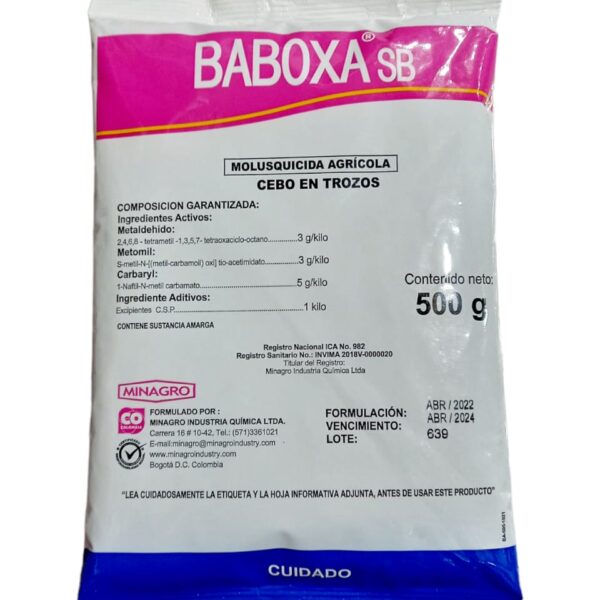 BABOXA® SB
MOLUSQUICIDA AGRÍCOLA
CEBO EN TROZOS
COMPOSICION GARANTIZADA:
Ingredientes Activos:
Metaldehido:
2,4,6,8 - tetrametil -1,3,5,7- tetraoxaciclo-octano..............3 g/kilo
Metomil:
S-metil-N-[(metil-carbamoil) oxi] tio-acetimidato..............3 g/kilo
Carbaryl:
1-Naftil-N-metil carbamato..............5 g/kilo
Ingrediente Aditivos:
Excipientes C.S.P..............1 kilo
CONTIENE SUSTANCIA AMARGA
Contenido neto:
500 g
Registro Nacional ICA No. 982
Registro Sanitario No.: INVIMA 2018V-0000020
Titular del Registro:
Minagro Industria Química Ltda
MINAGRO
CO
COLOMBIA
FORMULADO POR :
MINAGRO INDUSTRIA QUÍMICA LTDA.
Carrera 16 # 10-42, Tel.: (571)3361021
E-mail:minagro@minagroindustry.com
www.minagroindustry.com
Bogotá D.C. Colombia
FORMULACIÓN: ABR / 2022
VENCIMIENTO: ABR / 2024
LOTE: 639
"LEA CUIDADOSAMENTE LA ETIQUETA Y LA HOJA INFORMATIVA ADJUNTA, ANTES DE USAR ESTE PRODUCTO"
CUIDADO